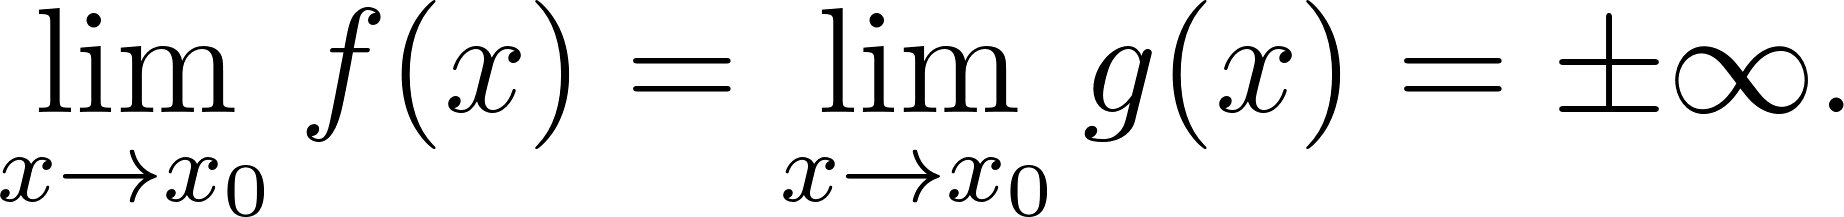 lim_{x→x_0} f(x) = lim_{x→x_0} g(x) = ±∞.